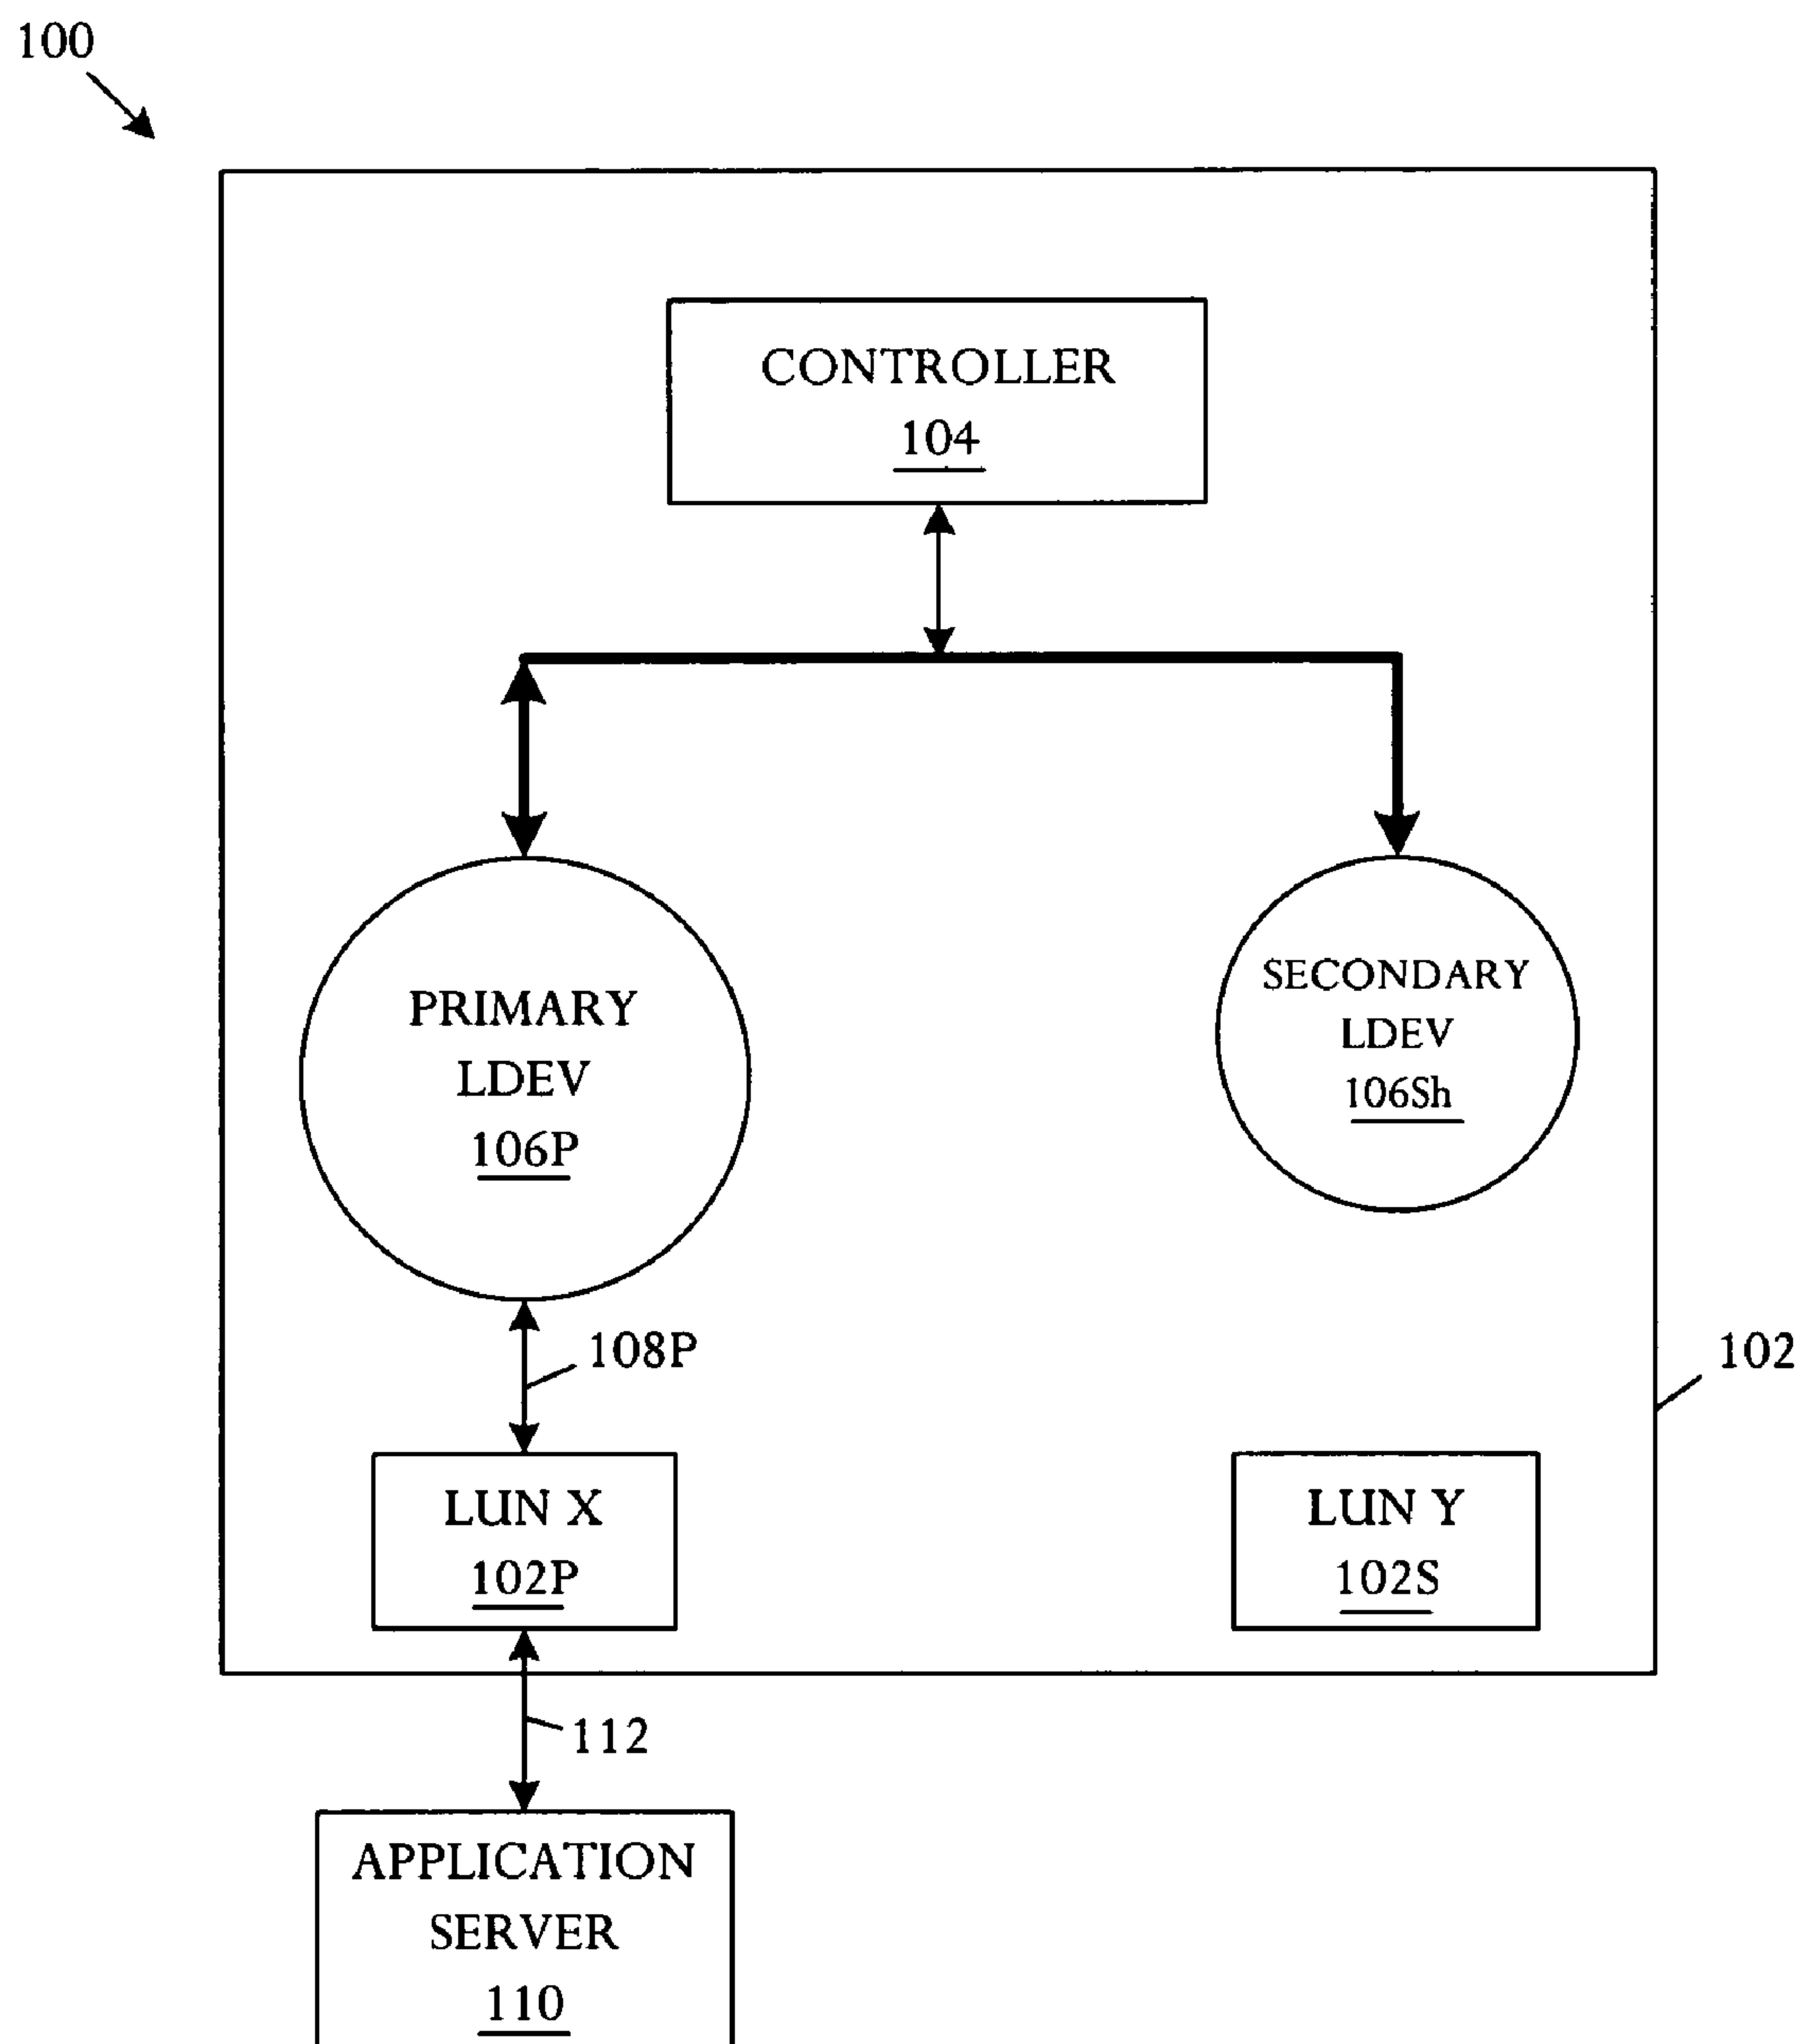 100
CONTROLLER
104
PRIMARY
LDEV
106P
SECONDARY
LDEV
106Sh
108P
102
LUN X
102P
LUN Y
102S
112
APPLICATION
SERVER
110